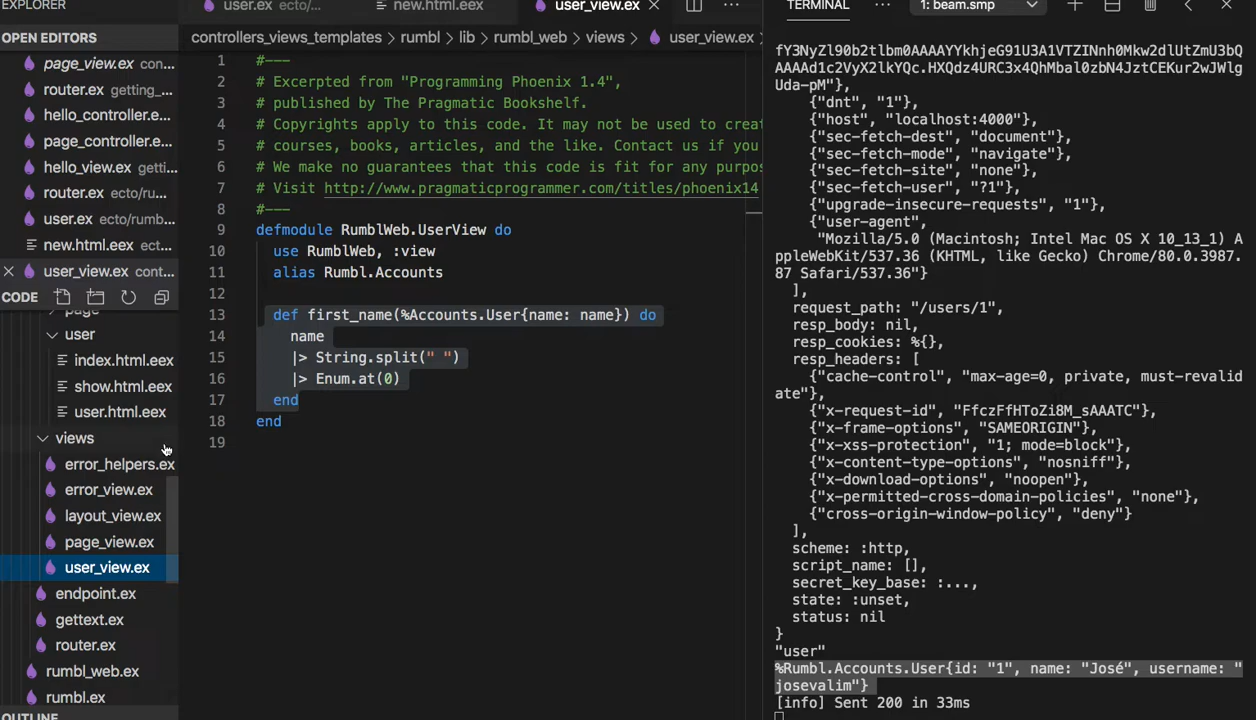 EXPLORER
OPEN EDITORS
page_view.ex con...
router.ex getting_...
hello_controller.e...
page_controller.e...
hello_view.ex getti...
router.ex ecto/ru...
user.ex ecto/rumb...
new.html.eex ect...
user_view.ex cont...
CODE
page
user
index.html.eex
show.html.eex
user.html.eex
views
error_helpers.ex
error_view.ex
layout_view.ex
page_view.ex
user_view.ex
endpoint.ex
gettext.ex
router.ex
rumbl_web.ex
rumbl.ex
OUTLINE
user.ex ecto/...
new.html.eex
user_view.ex
controllers_views_templates > rumbl > lib > rumbl_web > views > user_view.ex
1 #---
2 # Excerpted from "Programming Phoenix 1.4",
3 # published by The Pragmatic Bookshelf.
4 # Copyrights apply to this code. It may not be used to creat
5 # courses, books, articles, and the like. Contact us if you
6 # We make no guarantees that this code is fit for any purpos
7 # Visit http://www.pragmaticprogrammer.com/titles/phoenix14
8 #---
9 defmodule RumblWeb.UserView do
10 use RumblWeb, :view
11 alias Rumbl.Accounts
12
13 def first_name(%Accounts.User{name: name}) do
14 name
15 |> String.split(" ")
16 |> Enum.at(0)
17 end
18 end
19
TERMINAL ... 1: beam.smp
fY3NyZl90b2tlbm0AAAAYYkhjeG91U3A1VTZINnh0Mkw2dlUtZmU3bQ
AAAAd1c2VyX2lkYQc.HXQdz4URC3x4QhMbal0zbN4JztCEKur2wJWlg
Uda-pM"},
{"dnt", "1"},
{"host", "localhost:4000"},
{"sec-fetch-dest", "document"},
{"sec-fetch-mode", "navigate"},
{"sec-fetch-site", "none"},
{"sec-fetch-user", "?1"},
{"upgrade-insecure-requests", "1"},
{"user-agent",
"Mozilla/5.0 (Macintosh; Intel Mac OS X 10_13_1) A
ppleWebKit/537.36 (KHTML, like Gecko) Chrome/80.0.3987.
87 Safari/537.36"}
],
request_path: "/users/1",
resp_body: nil,
resp_cookies: %{},
resp_headers: [
{"cache-control", "max-age=0, private, must-revalid
ate"},
{"x-request-id", "FfczFfHToZi8M_sAAATC"},
{"x-frame-options", "SAMEORIGIN"},
{"x-xss-protection", "1; mode=block"},
{"x-content-type-options", "nosniff"},
{"x-download-options", "noopen"},
{"x-permitted-cross-domain-policies", "none"},
{"cross-origin-window-policy", "deny"}
],
scheme: :http,
script_name: [],
secret_key_base: :...,
state: :unset,
status: nil
}
"user"
%Rumbl.Accounts.User{id: "1", name: "José", username: "
josevalim"}
[info] Sent 200 in 33ms